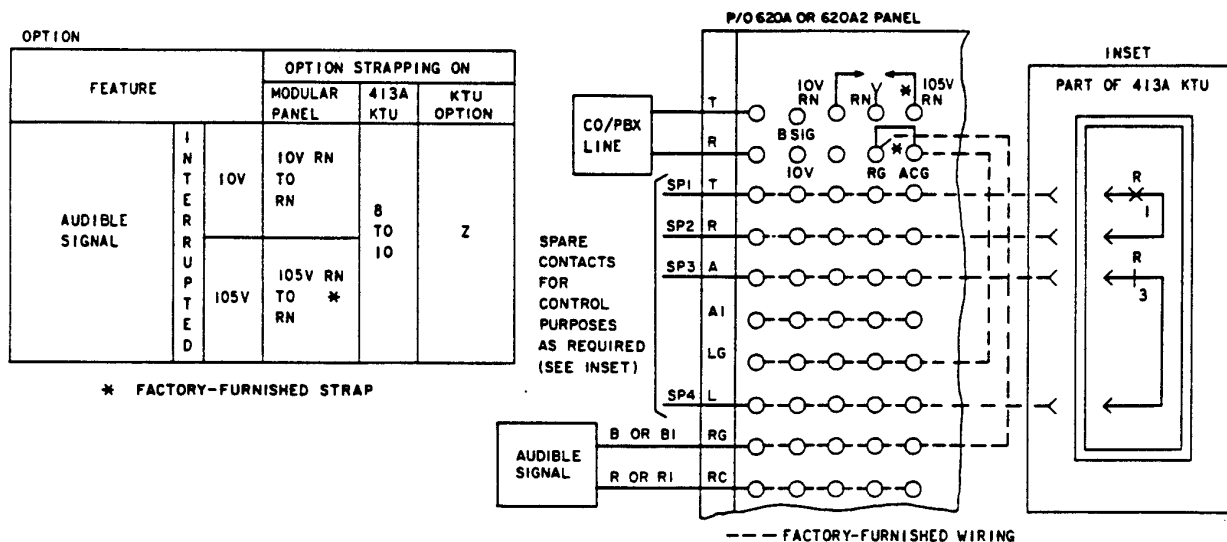 OPTION
FEATURE
OPTION STRAPPING ON
MODULAR PANEL
413A KTU
KTU OPTION
AUDIBLE SIGNAL
INTERRUPTED
10V
10V RN TO RN
8 TO 10
Z
105V
105V RN TO * RN
* FACTORY-FURNISHED STRAP
P/O 620A OR 620A2 PANEL
CO/PBX LINE
T
R
10V RN
Y
RN
*
105V RN
B SIG
10V
*
RG
ACG
SPARE CONTACTS FOR CONTROL PURPOSES AS REQUIRED (SEE INSET)
SP1 T
SP2 R
SP3 A
A1
LG
SP4 L
AUDIBLE SIGNAL
B OR B1 RG
R OR R1 RC
--- FACTORY-FURNISHED WIRING
INSET
PART OF 413A KTU
R
1
R
3